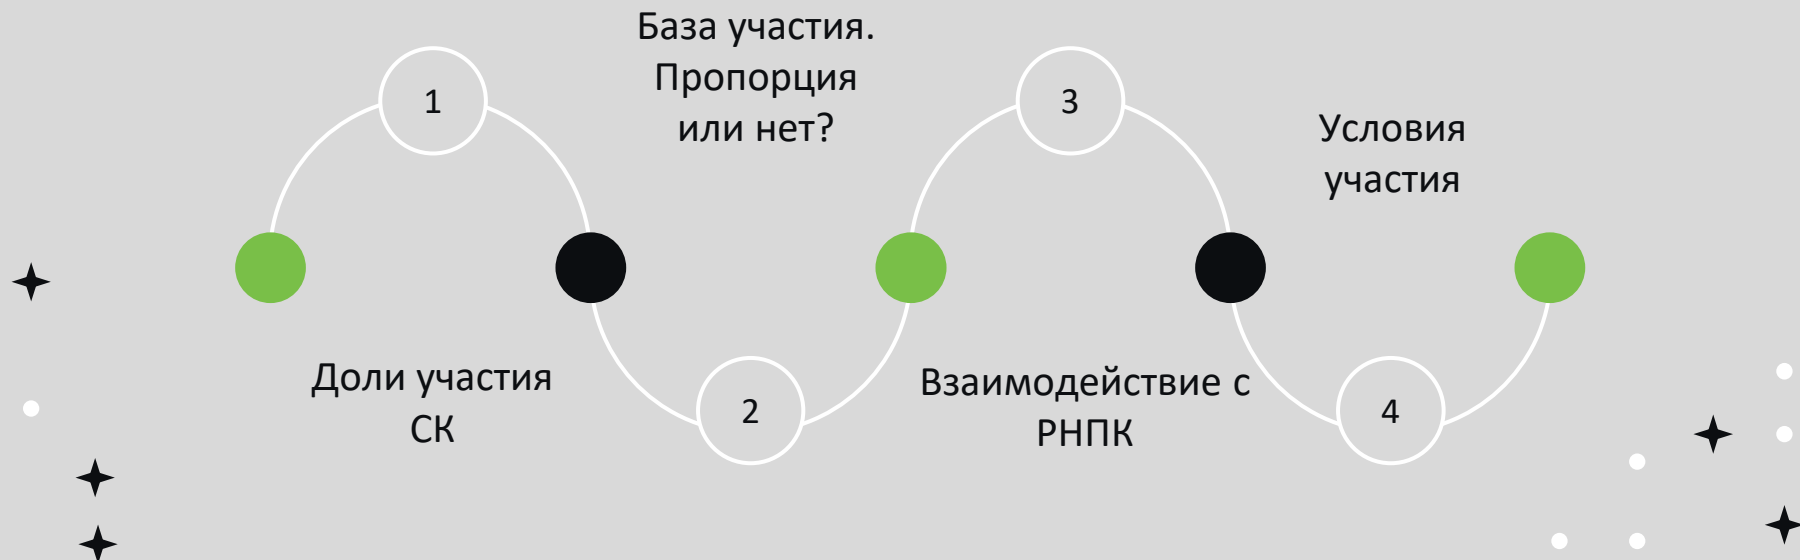 1
Доли участия
СК
База участия.
Пропорция
или нет?
2
3
Взаимодействие с
РНПК
Условия
участия
4